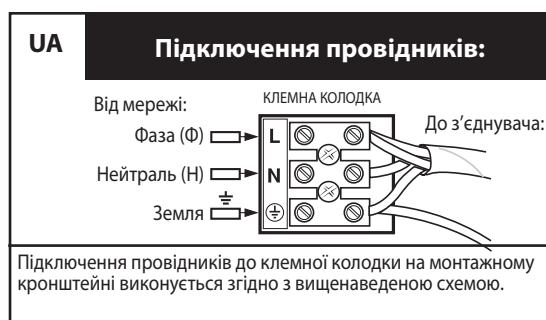 UA
Підключення провідників:
Від мережі:
КЛЕМНА КОЛОДКА
Фаза (Ф)
L
До з’єднувача:
Нейтраль (Н)
N
Земля
Підключення провідників до клемної колодки на монтажному
кронштейні виконується згідно з вищенаведеною схемою.